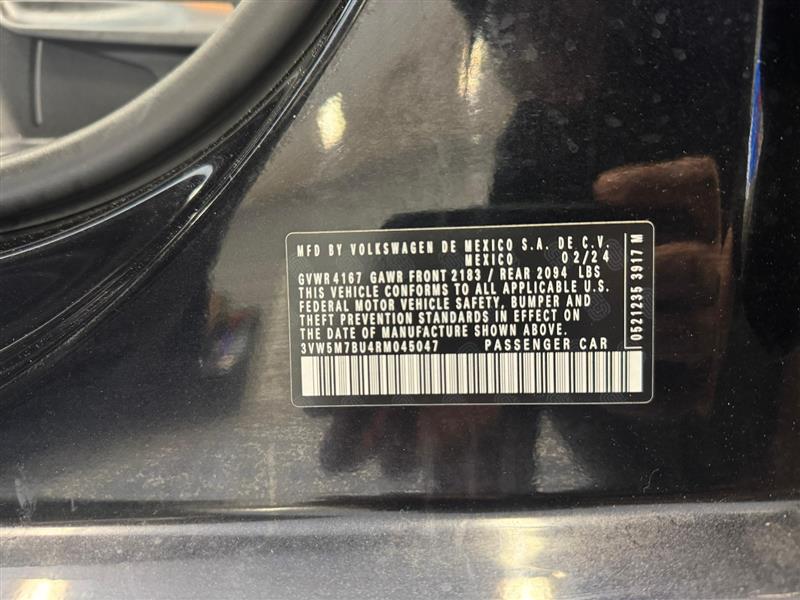 MFD BY VOLKSWAGEN DE MEXICO S.A. DE C.V.
MEXICO 02/24
GVWR 4167 GAWR FRONT 2183 / REAR 2094 LBS
THIS VEHICLE CONFORMS TO ALL APPLICABLE U.S.
FEDERAL MOTOR VEHICLE SAFETY, BUMPER AND
THEFT PREVENTION STANDARDS IN EFFECT ON
THE DATE OF MANUFACTURE SHOWN ABOVE.
3VW5M7BU4RM045047 PASSENGER CAR
0521235 3917 M